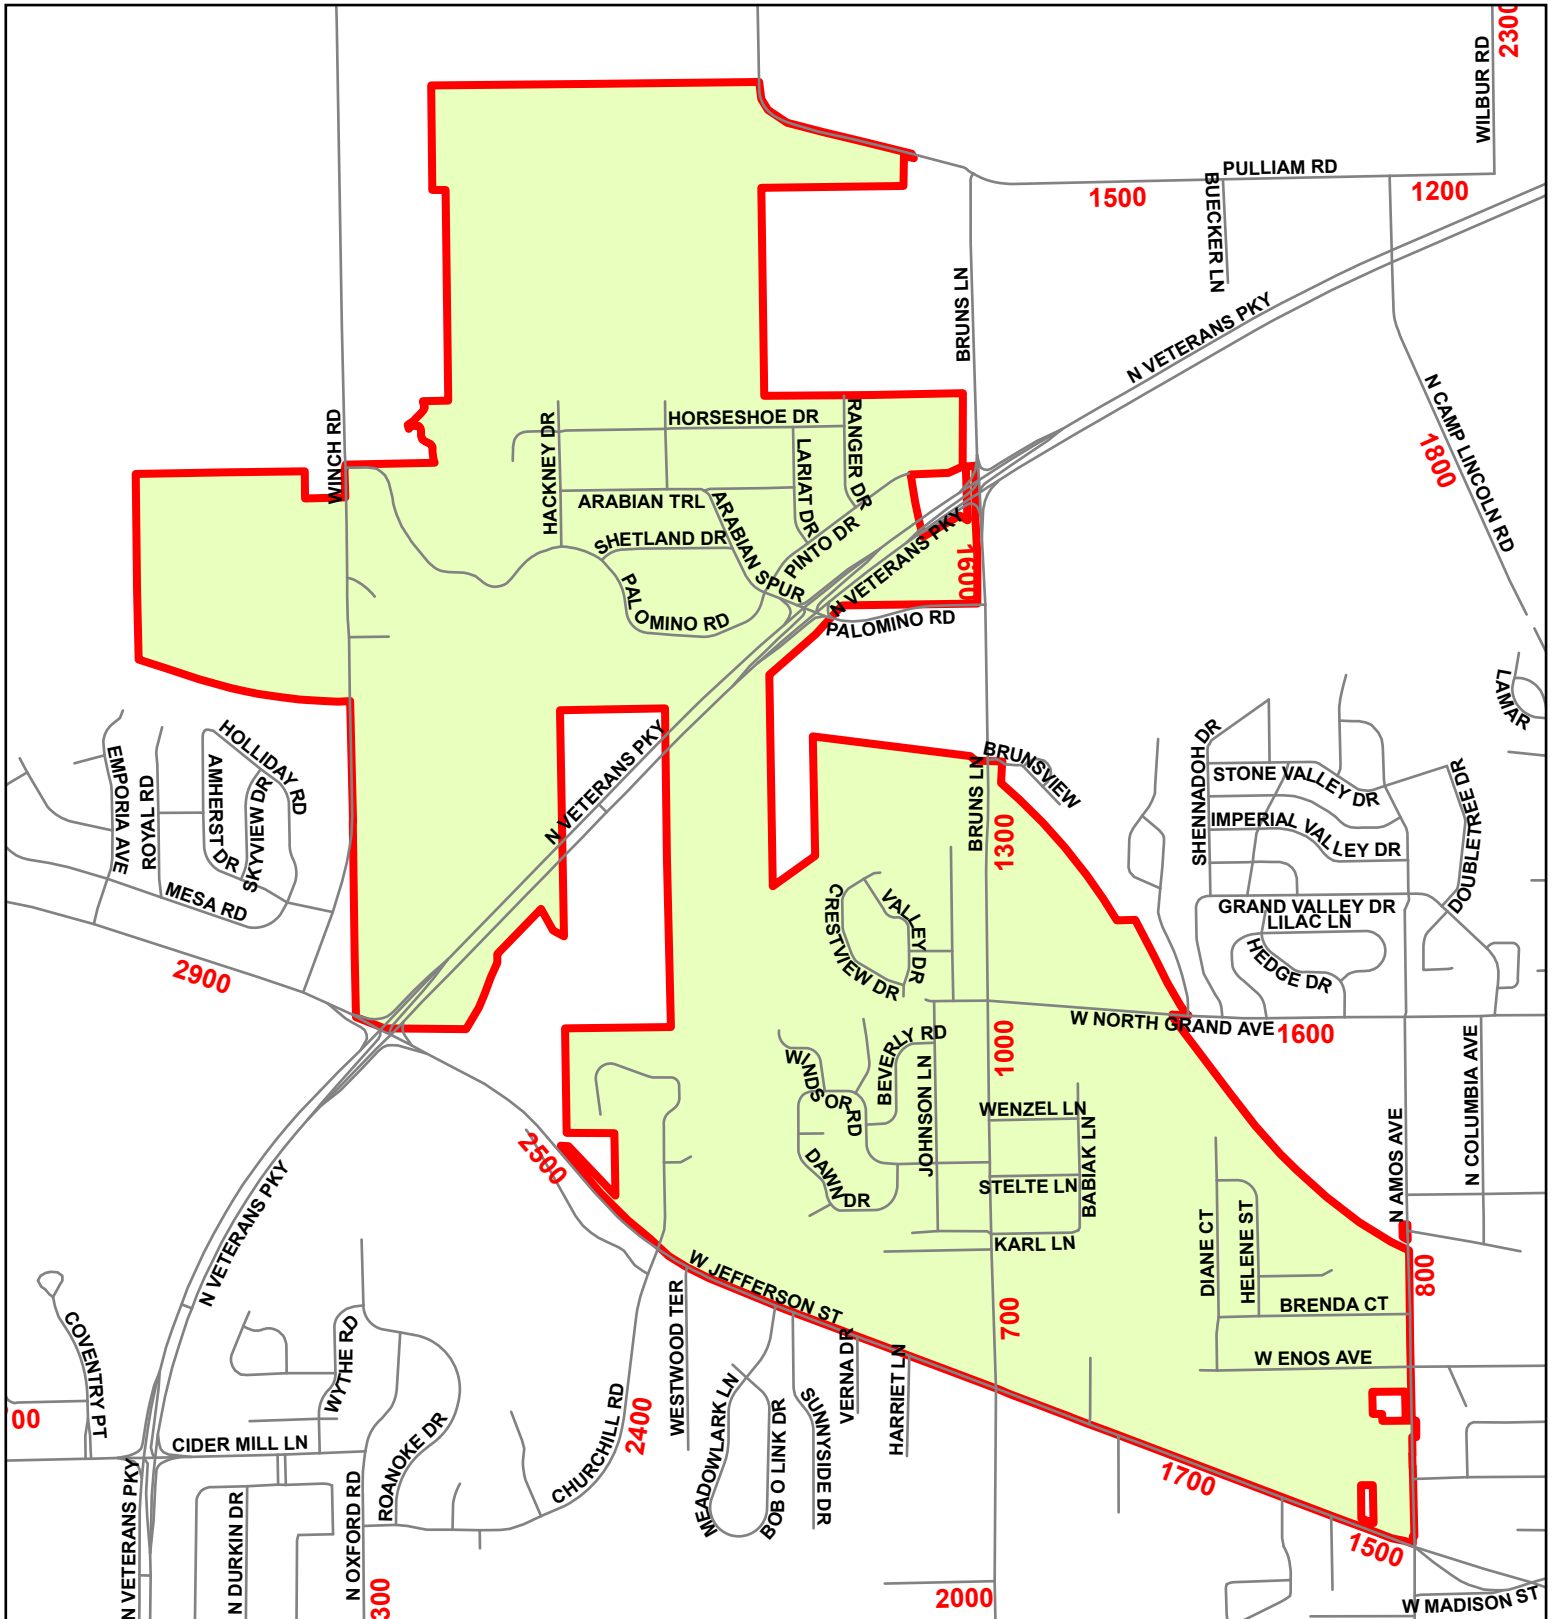 2300
WILBUR RD
PULLIAM RD
1500
1200
BUECKER LN
BRUNS LN
N VETERANS PKY
N CAMP LINCOLN RD
1800
WINCH RD
HACKNEY DR
HORSESHOE DR
RANGER DR
LARIAT DR
ARABIAN TRL
ARABIAN SPUR
SHETLAND DR
PINTO DR
PALOMINO RD
N VETERANS PKY
1600
PALOMINO RD
LAMAR
HOLLIDAY RD
EMPORIA AVE
ROYAL RD
AMHERST DR
SKYVIEW DR
MESA RD
2900
N VETERANS PKY
BRUNS LN
BRUNSVIEW
1300
SHENNADOH DR
STONE VALLEY DR
IMPERIAL VALLEY DR
DOUBLETREE DR
GRAND VALLEY DR
LILAC LN
HEDGE DR
CRESTVIEW DR
VALLEY DR
W NORTH GRAND AVE
1600
1000
WINDSOR RD
BEVERLY RD
JOHNSON LN
WENZEL LN
BABIAK LN
STELTE LN
DAWN DR
KARL LN
N AMOS AVE
N COLUMBIA AVE
2500
N VETERANS PKY
DIANE CT
HELENE ST
800
BRENDA CT
W ENOS AVE
W JEFFERSON ST
700
WESTWOOD TER
VERNA DR
HARRIET LN
COVENTRY PT
WYTHE RD
ROANOKE DR
CHURCHILL RD
2400
MEADOWLARK LN
BOB O LINK DR
SUNNYSIDE DR
00
CIDER MILL LN
N VETERANS PKY
N DURKIN DR
N OXFORD RD
300
1700
1500
2000
W MADISON ST